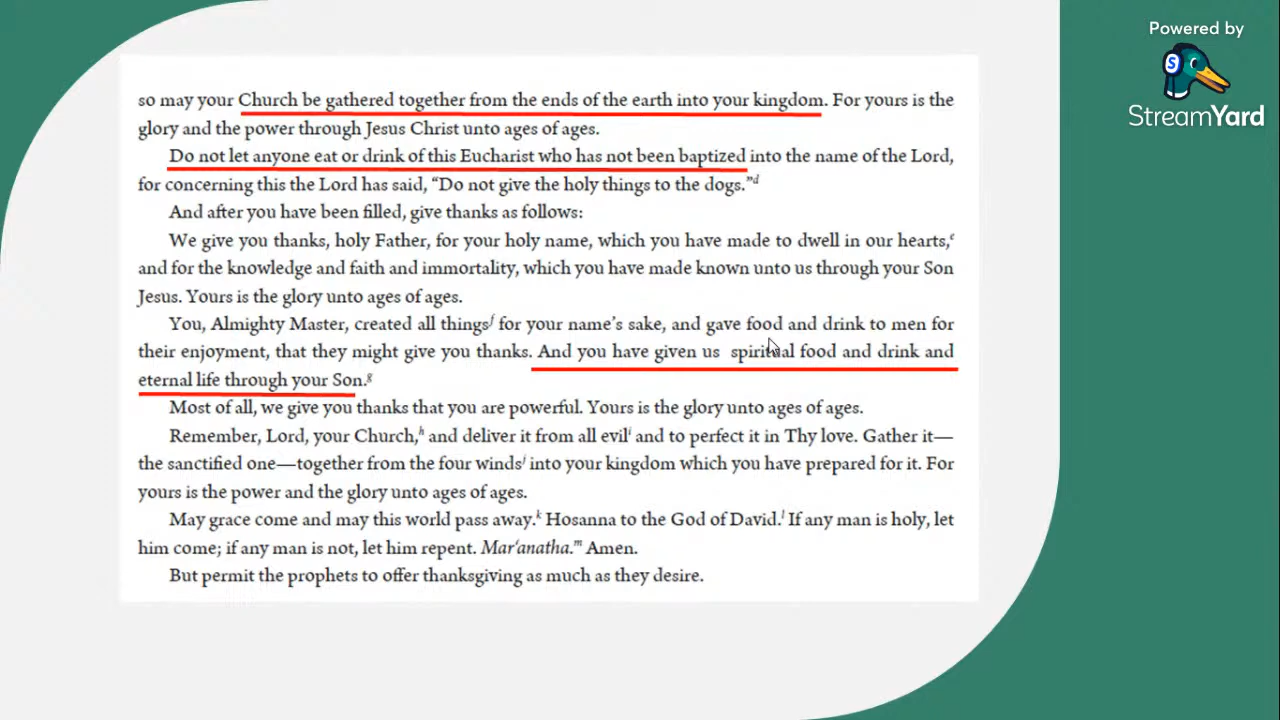 Powered by
StreamYard
so may your Church be gathered together from the ends of the earth into your kingdom. For yours is the
glory and the power through Jesus Christ unto ages of ages.
Do not let anyone eat or drink of this Eucharist who has not been baptized into the name of the Lord,
for concerning this the Lord has said, “Do not give the holy things to the dogs.”d
And after you have been filled, give thanks as follows:
We give you thanks, holy Father, for your holy name, which you have made to dwell in our hearts,e
and for the knowledge and faith and immortality, which you have made known unto us through your Son
Jesus. Yours is the glory unto ages of ages.
You, Almighty Master, created all thingsf for your name’s sake, and gave food and drink to men for
their enjoyment, that they might give you thanks. And you have given us spiritual food and drink and
eternal life through your Son.g
Most of all, we give you thanks that you are powerful. Yours is the glory unto ages of ages.
Remember, Lord, your Church,h and deliver it from all evili and to perfect it in Thy love. Gather it—
the sanctified one—together from the four windsj into your kingdom which you have prepared for it. For
yours is the power and the glory unto ages of ages.
May grace come and may this world pass away.k Hosanna to the God of David.l If any man is holy, let
him come; if any man is not, let him repent. Mar‘anatha.m Amen.
But permit the prophets to offer thanksgiving as much as they desire.